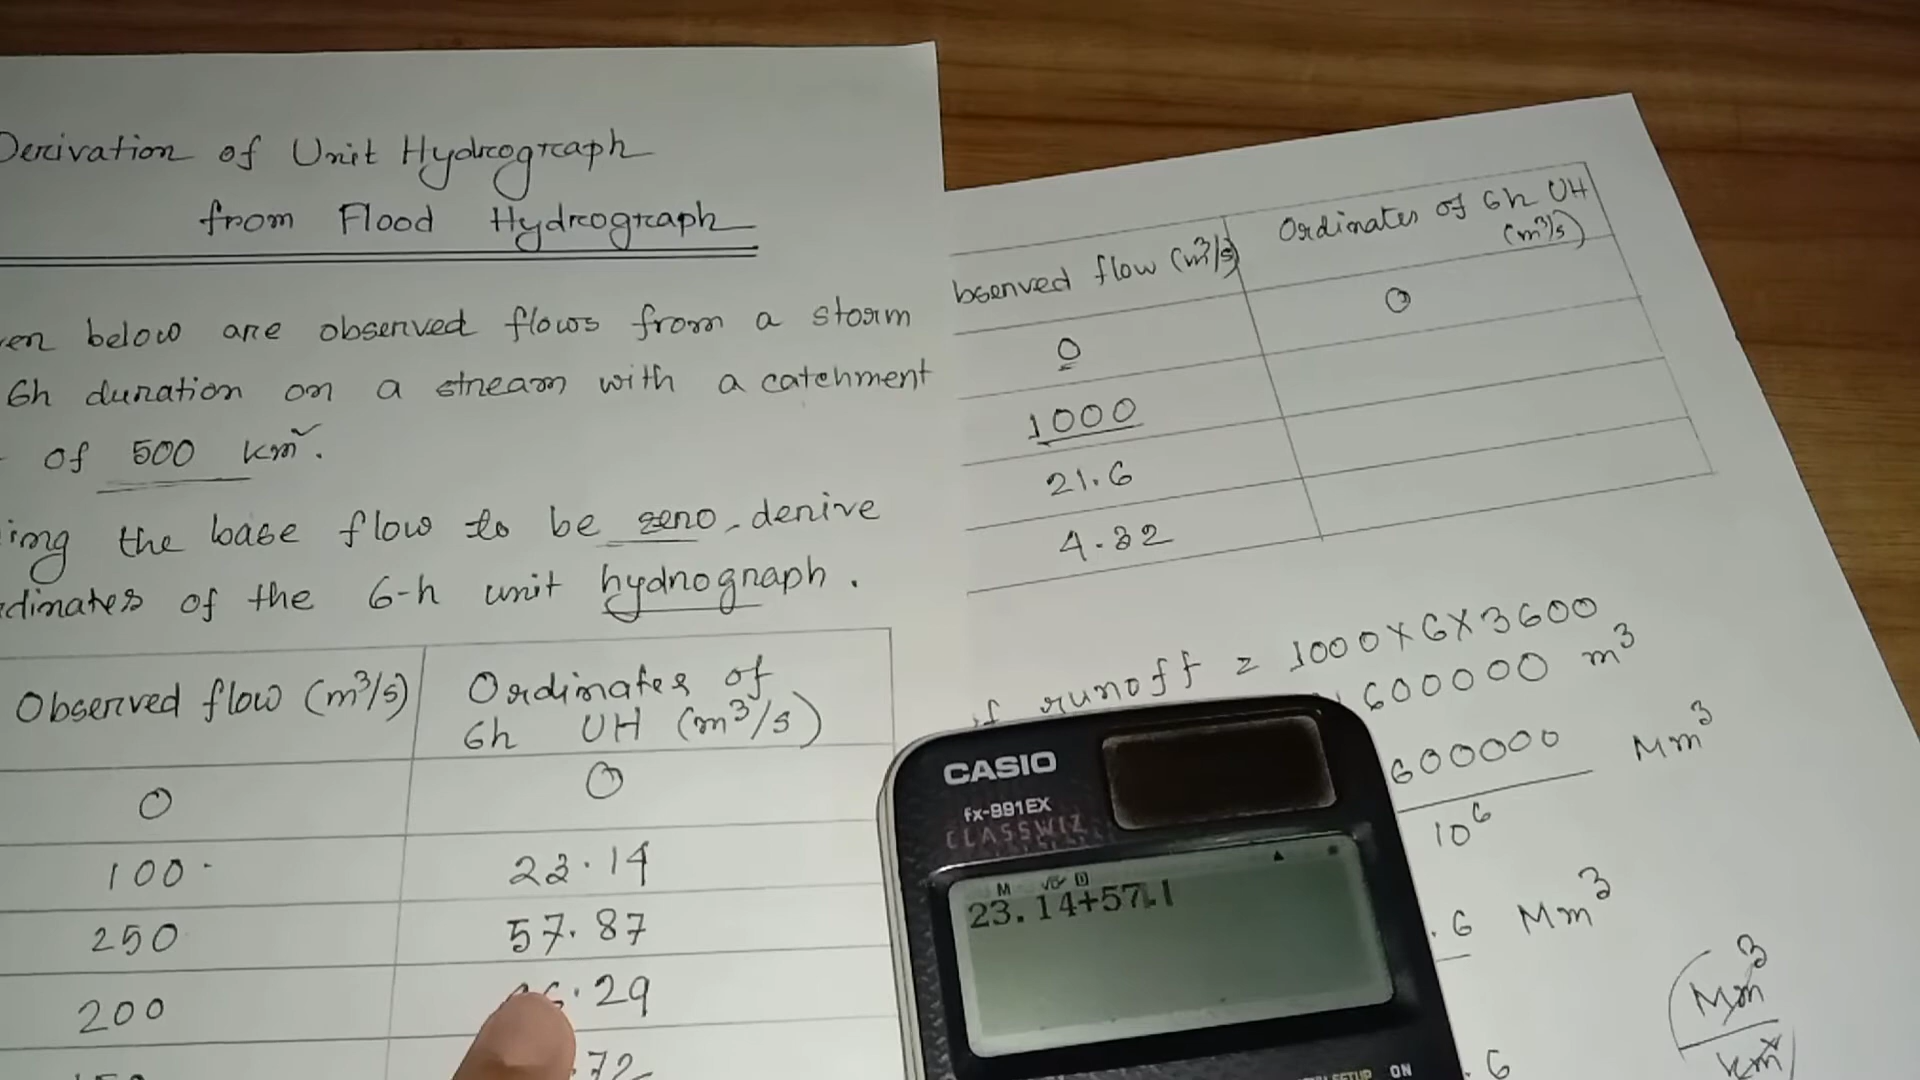 Derivation of Unit Hydrograph
from Flood Hydrograph
below are observed flows from a storm
6h duration on a stream with a catchment
of 500 km².
the base flow to be zero, derive
of the 6-h unit hydrograph.
Observed flow (m³/s)
Ordinates of
6h UH (m³/s)
0
0
100
23.14
250
57.87
200
.29
.72
flow (m³/s)
Ordinates of 6h UH
(m³/s)
0
0
1000
21.6
4.32
runoff = 1000X6X3600
600000 m³
600000 Mm³
10⁶
.6 Mm³
Mm³
km²
.6
CASIO
fx-991EX
CLASSWIZ
M
23.14+57.1
SETUP
ON